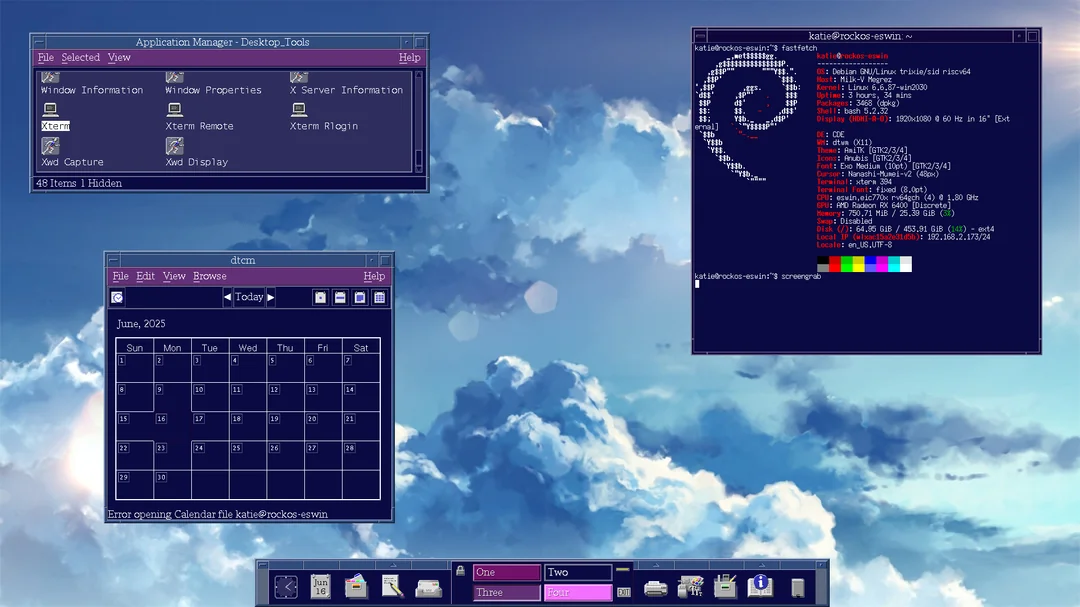 Application Manager - Desktop_Tools
File Selected View Help
Window Information Window Properties X Server Information
Xterm Xterm Remote Xterm Rlogin
Xwd Capture Xwd Display
48 Items 1 Hidden
katie@rockos-eswin ~
katie@rockos-eswin:~$ fastfetch
katie@rockos-eswin
------------------
OS: Debian GNU/Linux trixie/sid riscv64
Host: Milk-V Megrez
Kernel: Linux 6.6.87-win2030
Uptime: 3 hours, 34 mins
Packages: 3468 (dpkg)
Shell: bash 5.2.32
Display (HDMI-A-0): 1920x1080 @ 60 Hz in 16" [Ext
ernal]
DE: CDE
WM: dtwm (X11)
Theme: AmiTK [GTK2/3/4]
Icons: Anubis [GTK2/3/4]
Font: Exo Medium (10pt) [GTK2/3/4]
Cursor: Nanashi-Mumei-v2 (48px)
Terminal: xterm 394
Terminal Font: fixed (8.0pt)
CPU: eswin,eic770x rv64gch (4) @ 1.80 GHz
GPU: AMD Radeon RX 6400 [Discrete]
Memory: 750.71 MiB / 25.39 GiB (3%)
Swap: Disabled
Disk (/): 64.95 GiB / 453.91 GiB (14%) - ext4
192.168.2.173/24
Locale: en_US.UTF-8
katie@rockos-eswin:~$ screengrab
dtcm
File Edit View Browse Help
Today
June, 2025
Sun Mon Tue Wed Thu Fri Sat
1 2 3 4 5 6 7
8 9 10 11 12 13 14
15 16 17 18 19 20 21
22 23 24 25 26 27 28
29 30
Error opening Calendar file katie@rockos-eswin
Jun
16
One Two
Three Four
EXIT